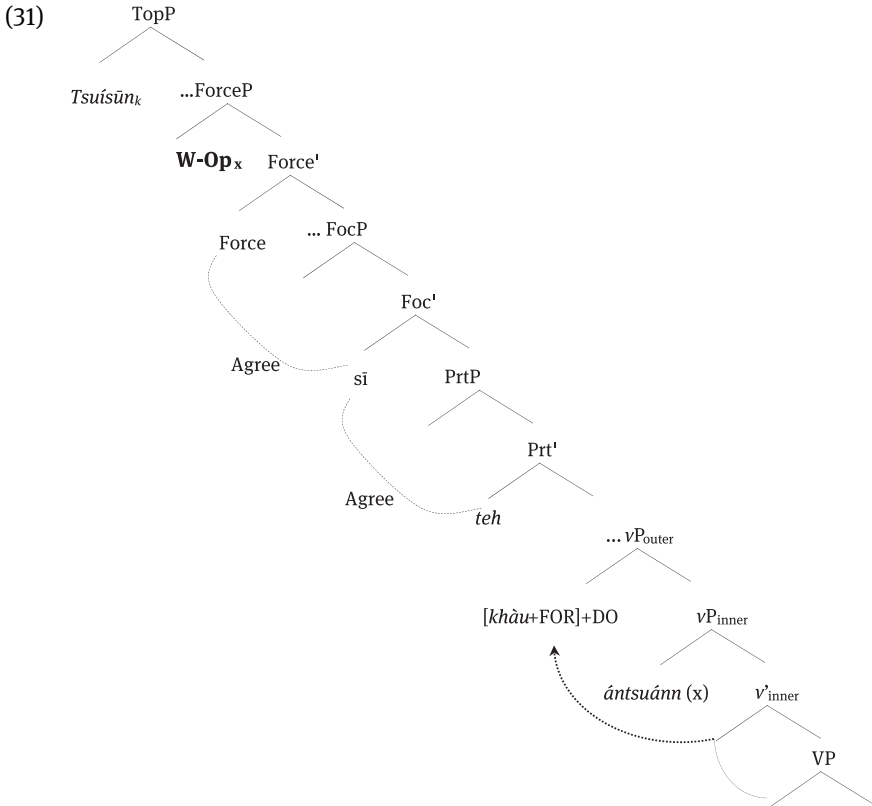 (31)
TopP
Tsuísūnₖ ...ForceP
W-Opₓ Force'
Force ... FocP
Foc'
Agree sī PrtP
Prt'
Agree teh
... vPouter
[khàu+FOR]+DO vPinner
ántsuánn (x) v'inner
VP